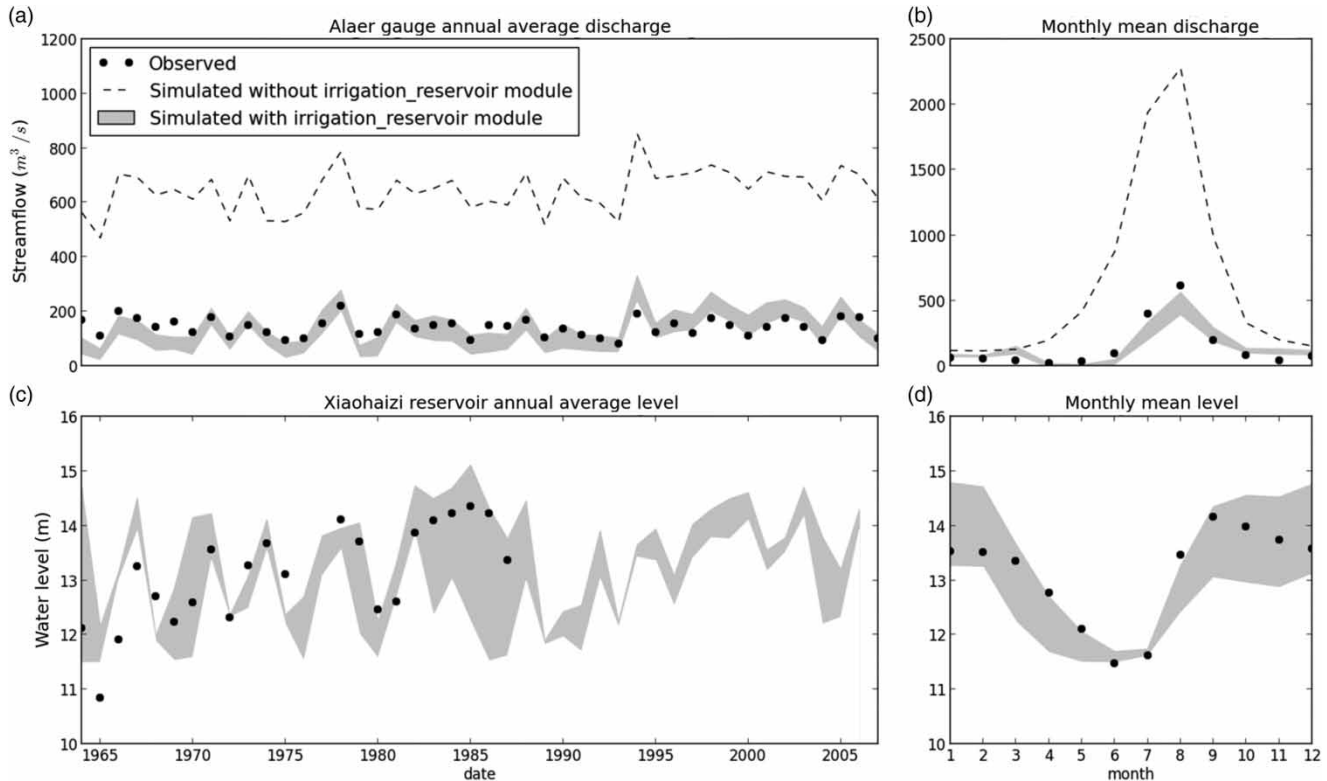 (a)
Alaer gauge annual average discharge
1200
1000
800
600
400
200
0
Streamflow (m³/s)
Observed
Simulated without irrigation_reservoir module
Simulated with irrigation_reservoir module
(b)
Monthly mean discharge
2500
2000
1500
1000
500
0
(c)
Xiaohaizi reservoir annual average level
16
15
14
13
12
11
10
Water level (m)
1965 1970 1975 1980 1985 1990 1995 2000 2005
date
(d)
Monthly mean level
16
15
14
13
12
11
10
1 2 3 4 5 6 7 8 9 10 11 12
month